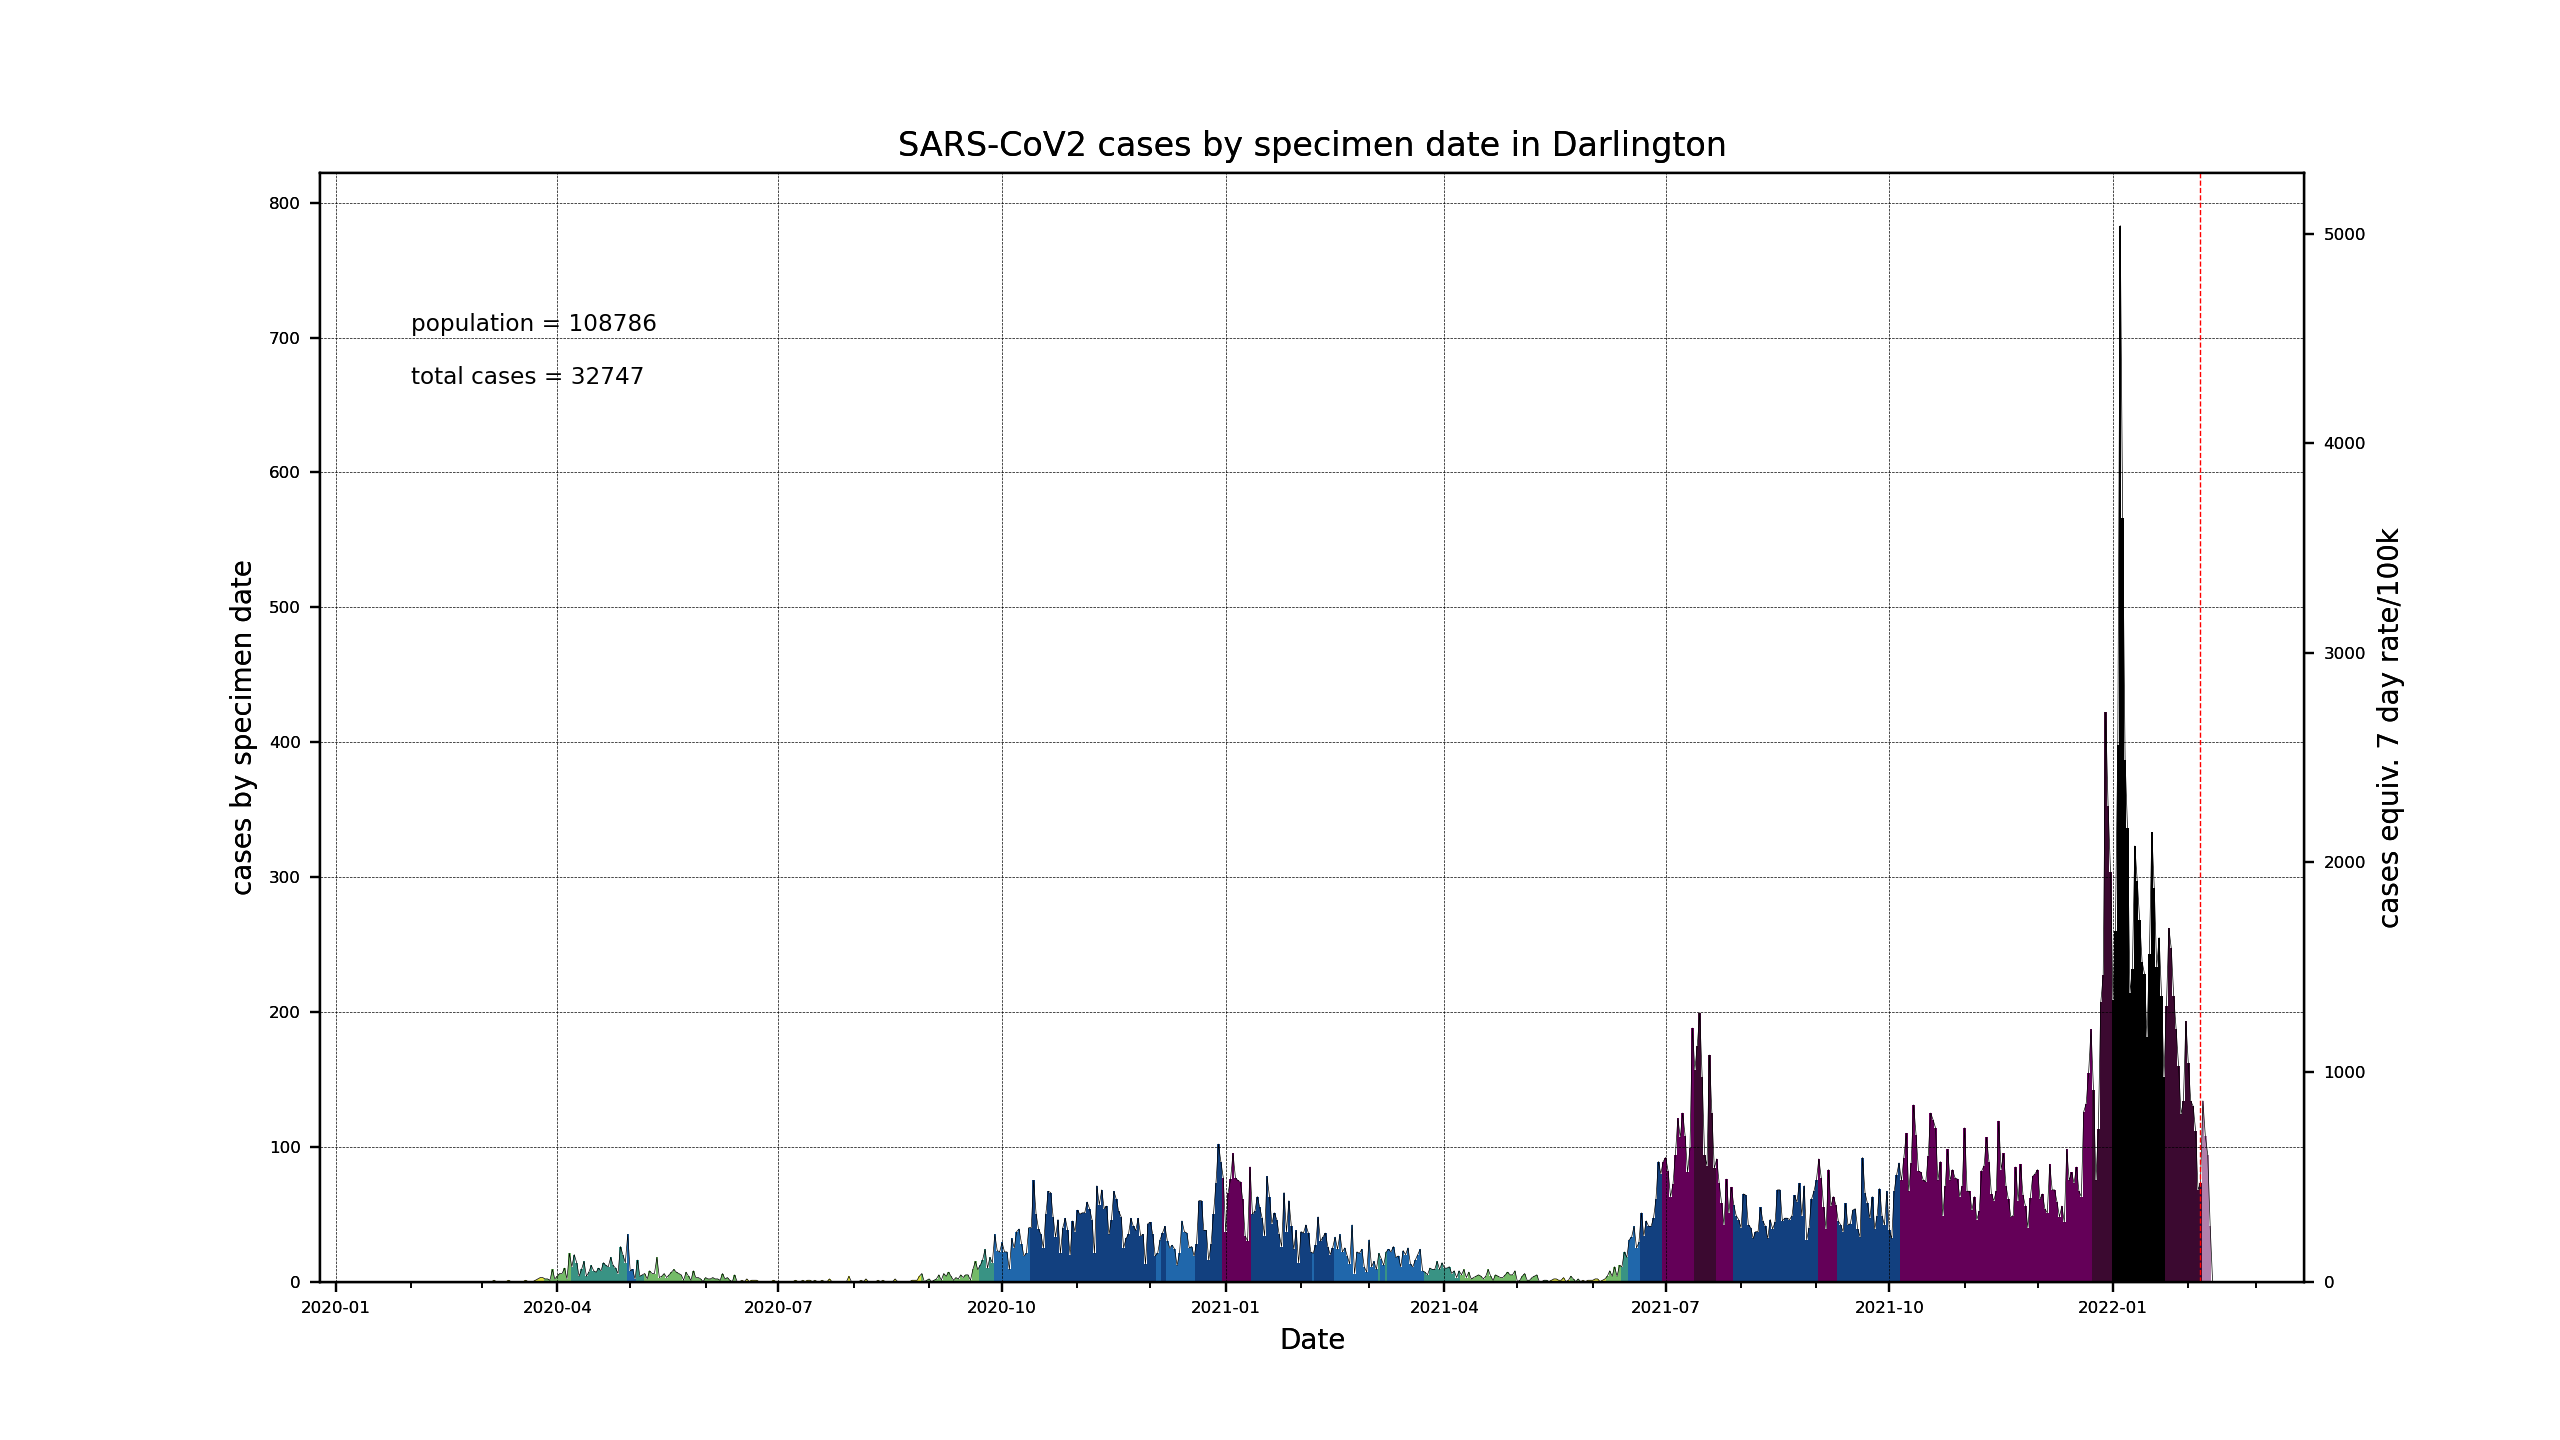 SARS-CoV2 cases by specimen date in Darlington
population = 108786
total cases = 32747
cases by specimen date
800
700
600
500
400
300
200
100
0
5000
4000
3000
2000
1000
0
cases equiv. 7 day rate/100k
2020-01 2020-04 2020-07 2020-10 2021-01 2021-04 2021-07 2021-10 2022-01
Date